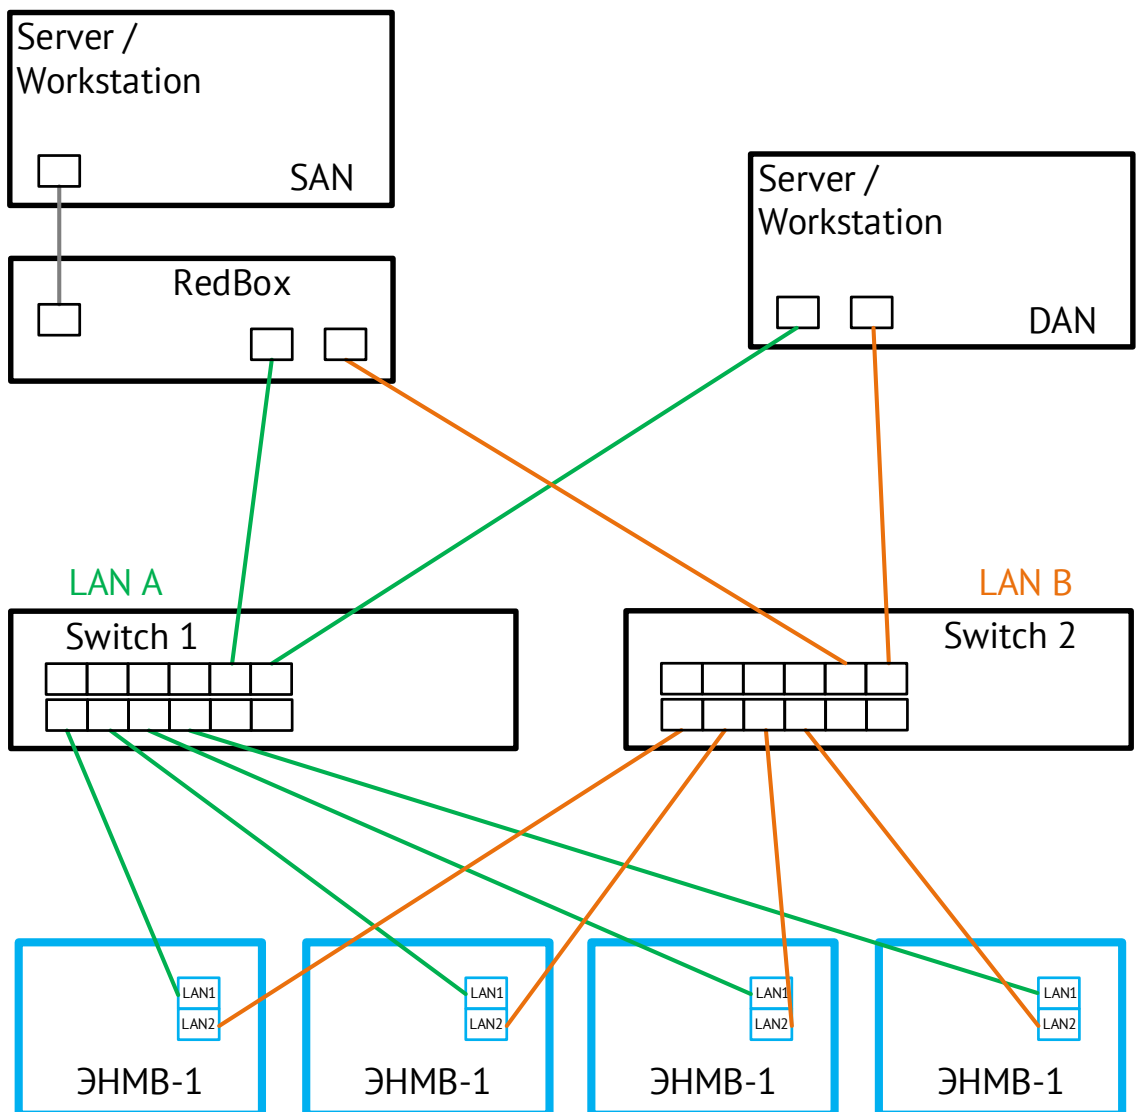 Server /
Workstation
SAN
RedBox
Server /
Workstation
DAN
LAN A
Switch 1
LAN B
Switch 2
LAN1
LAN2
ЭНМВ-1
LAN1
LAN2
ЭНМВ-1
LAN1
LAN2
ЭНМВ-1
LAN1
LAN2
ЭНМВ-1